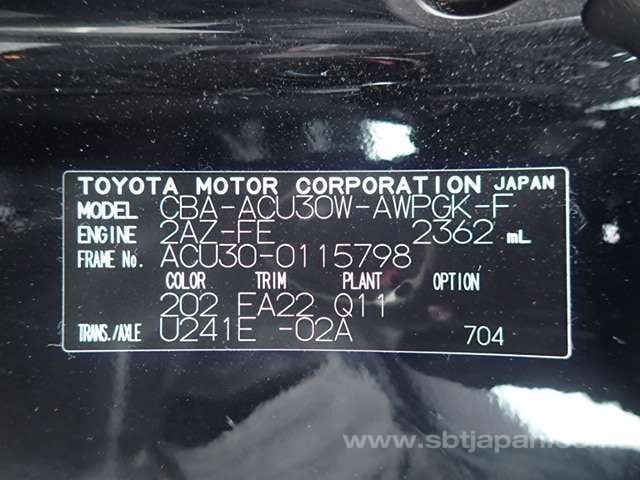 TOYOTA MOTOR CORPORATION JAPAN
MODEL CBA-ACU30W-AWPGK-F
ENGINE 2AZ-FE 2362 mL
FRAME No. ACU30-0115798
COLOR TRIM PLANT OPTION
202 FA22 Q11
TRANS./AXLE U241E -02A 704
www.sbtjapan.com